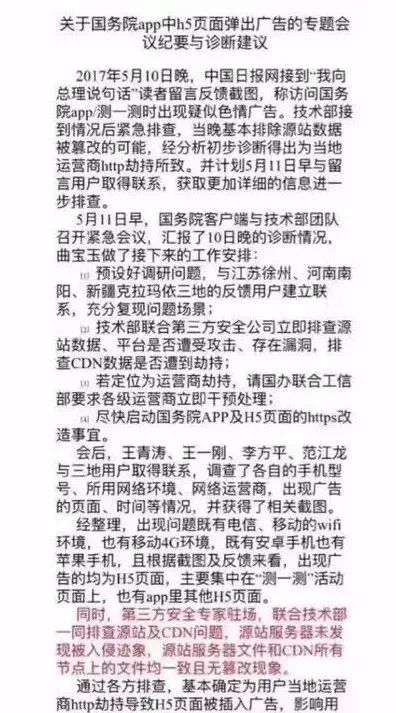 关于国务院app中h5页面弹出广告的专题会
议纪要与诊断建议
2017年5月10日晚，中国日报网接到“我向
总理说句话”读者留言反馈截图，称访问国务
院app/测一测时出现疑似色情广告。技术部接
到情况后紧急排查，当晚基本排除源站数据
被篡改的可能，经分析初步诊断得出为当地
运营商http劫持所致。并计划5月11日早与留
言用户取得联系，获取更加详细的信息进一
步排查。
5月11日早，国务院客户端与技术部团队
召开紧急会议，汇报了10日晚的诊断情况，
曲宝玉做了接下来的工作安排：
⑴ 预设好调研问题，与江苏徐州、河南南
阳、新疆克拉玛依三地的反馈用户建立联
系，充分复现问题场景；
⑵ 技术部联合第三方安全公司立即排查源
站数据、平台是否遭受攻击、存在漏洞，排
查CDN数据是否遭到劫持；
⑶ 若定位为运营商劫持，请国办联合工信
部要求各级运营商立即干预处理；
⑷ 尽快启动国务院APP及H5页面的https改
造事宜。
会后，王青涛、王一刚、李方平、范江龙
与三地用户取得联系，调查了各自的手机型
号、所用网络环境、网络运营商，出现广告
的页面、时间等情况，并获得了相关截图。
经整理，出现问题既有电信、移动的wifi
环境，也有移动4G环境，既有安卓手机也有
苹果手机，且根据截图及反馈来看，出现广
告的均为H5页面，主要集中在“测一测”活动
页面上，也有app里其他H5页面。
同时，第三方安全专家驻场，联合技术部
一同排查源站及CDN问题，源站服务器未发
现被入侵迹象，源站服务器文件和CDN所有
节点上的文件均一致且无篡改现象。
通过各方排查，基本确定为用户当地运营
商http劫持导致H5页面被插入广告，影响用